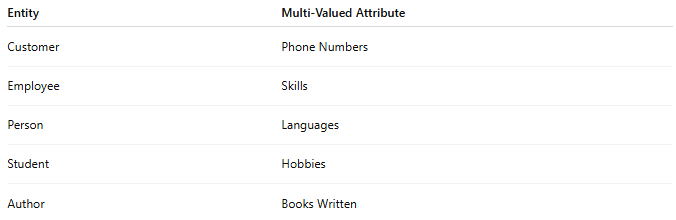 Entity Multi-Valued Attribute
Customer Phone Numbers
Employee Skills
Person Languages
Student Hobbies
Author Books Written